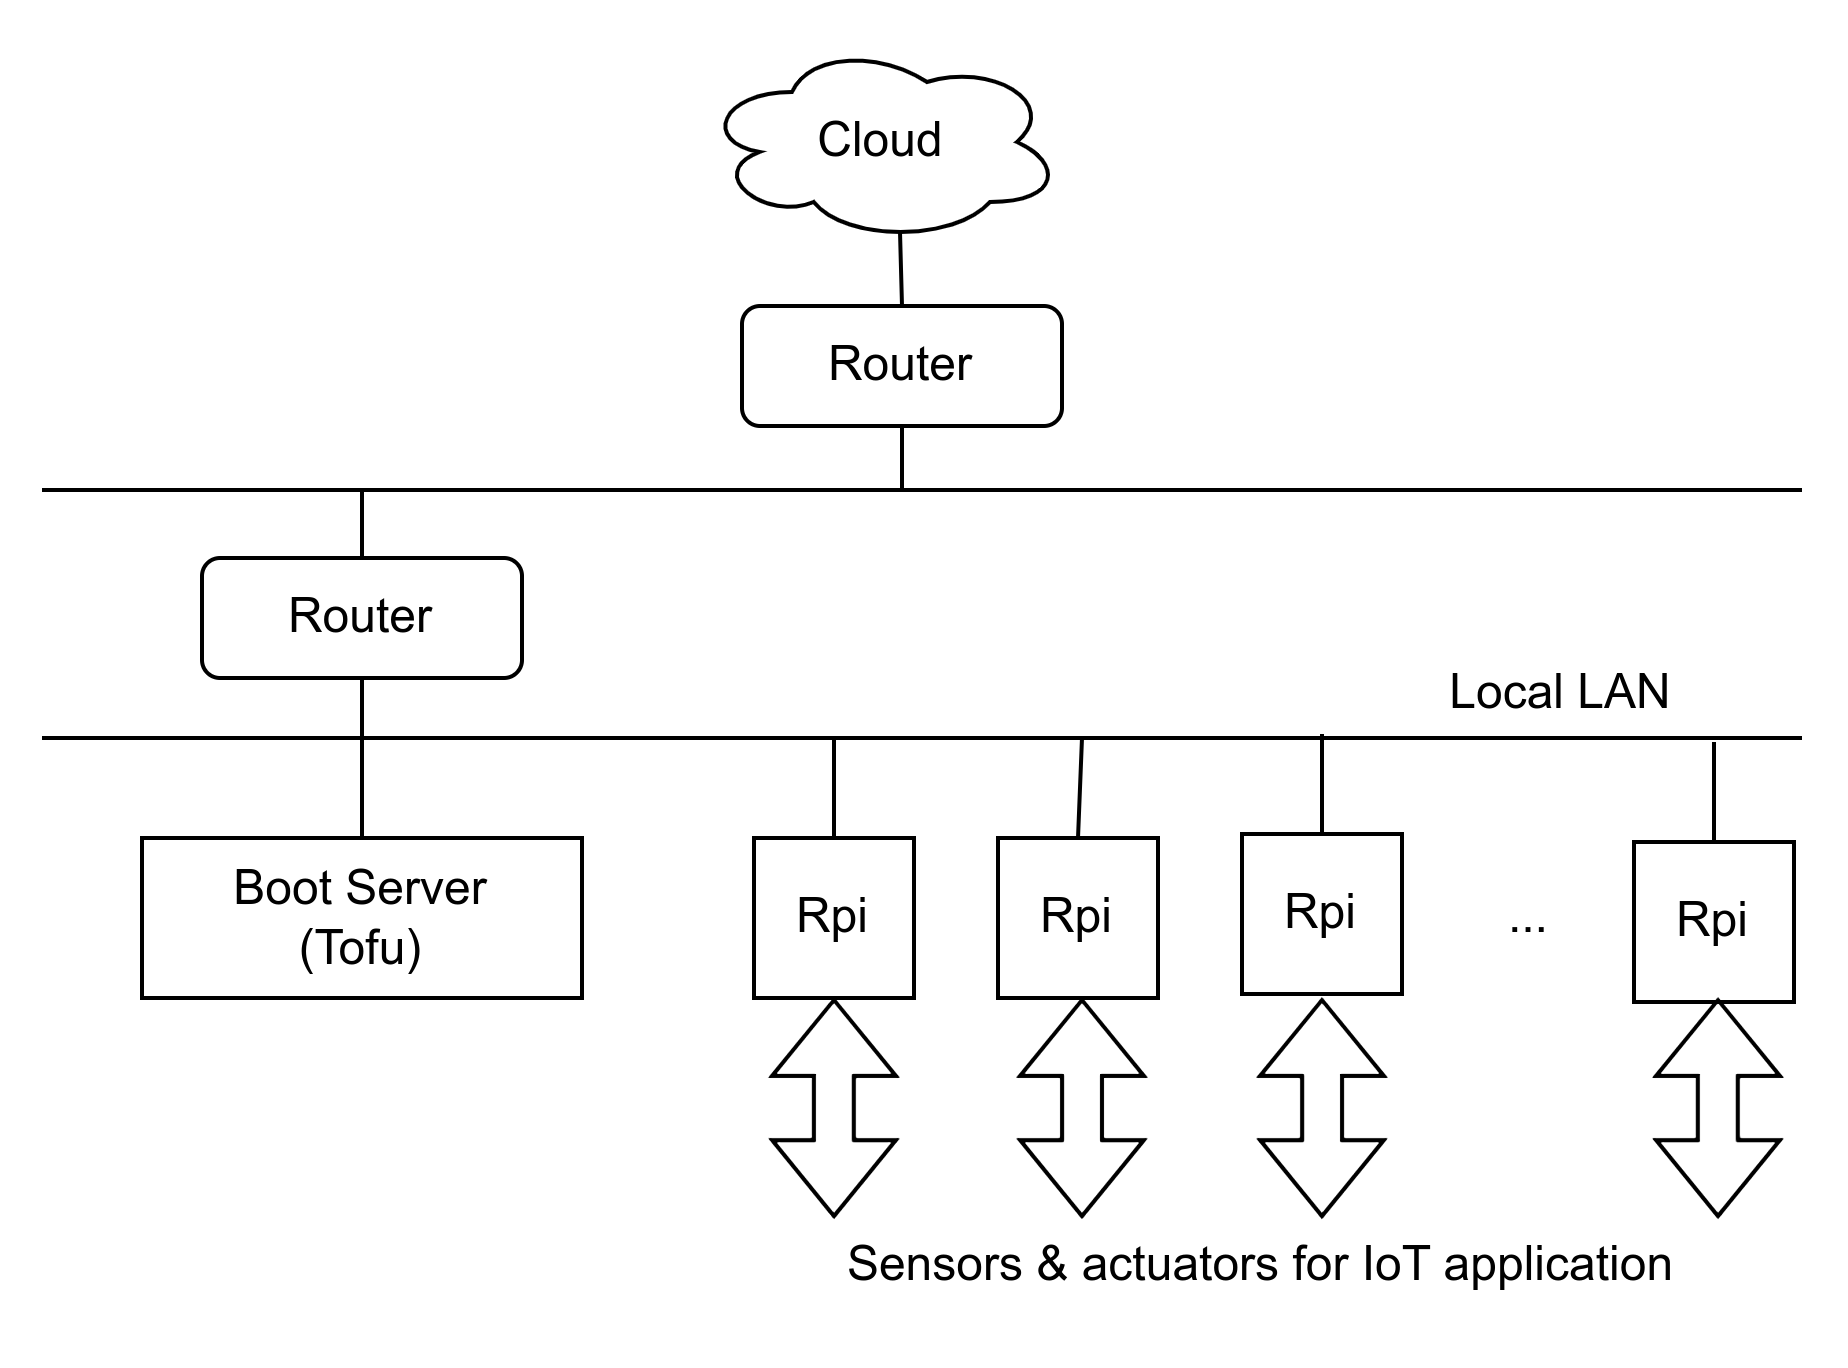 Cloud
Router
Router
Local LAN
Boot Server
(Tofu)
Rpi
Rpi
Rpi
...
Rpi
Sensors & actuators for IoT application